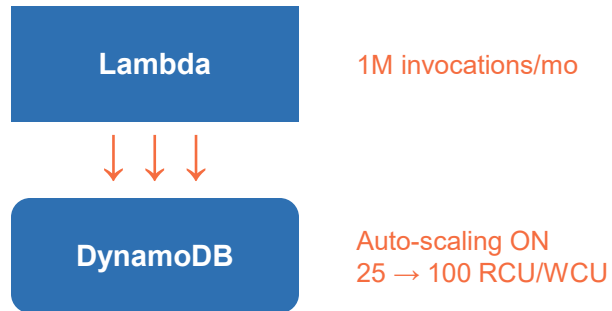 Lambda
1M invocations/mo
DynamoDB
Auto-scaling ON
25 → 100 RCU/WCU